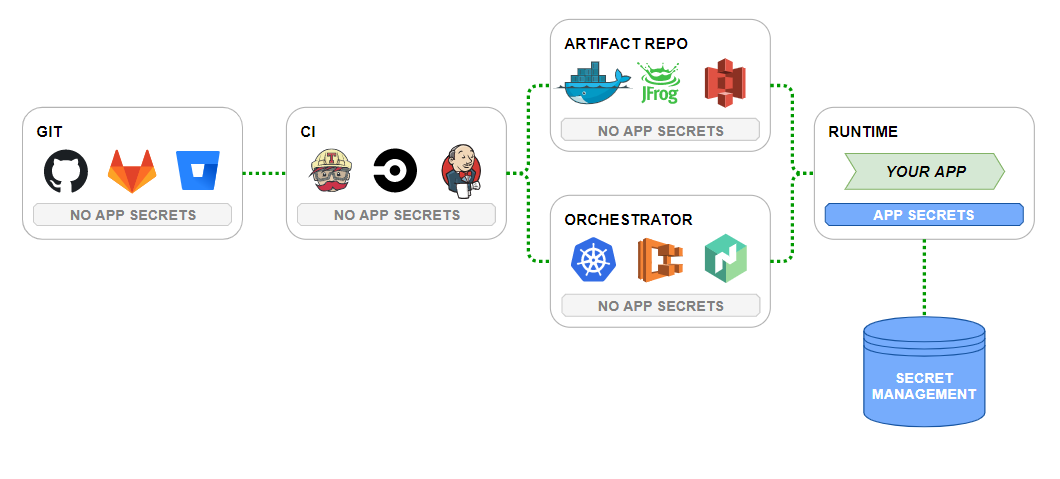 GIT
NO APP SECRETS
CI
T
NO APP SECRETS
ARTIFACT REPO
JFrog
NO APP SECRETS
ORCHESTRATOR
NO APP SECRETS
RUNTIME
YOUR APP
APP SECRETS
SECRET
MANAGEMENT